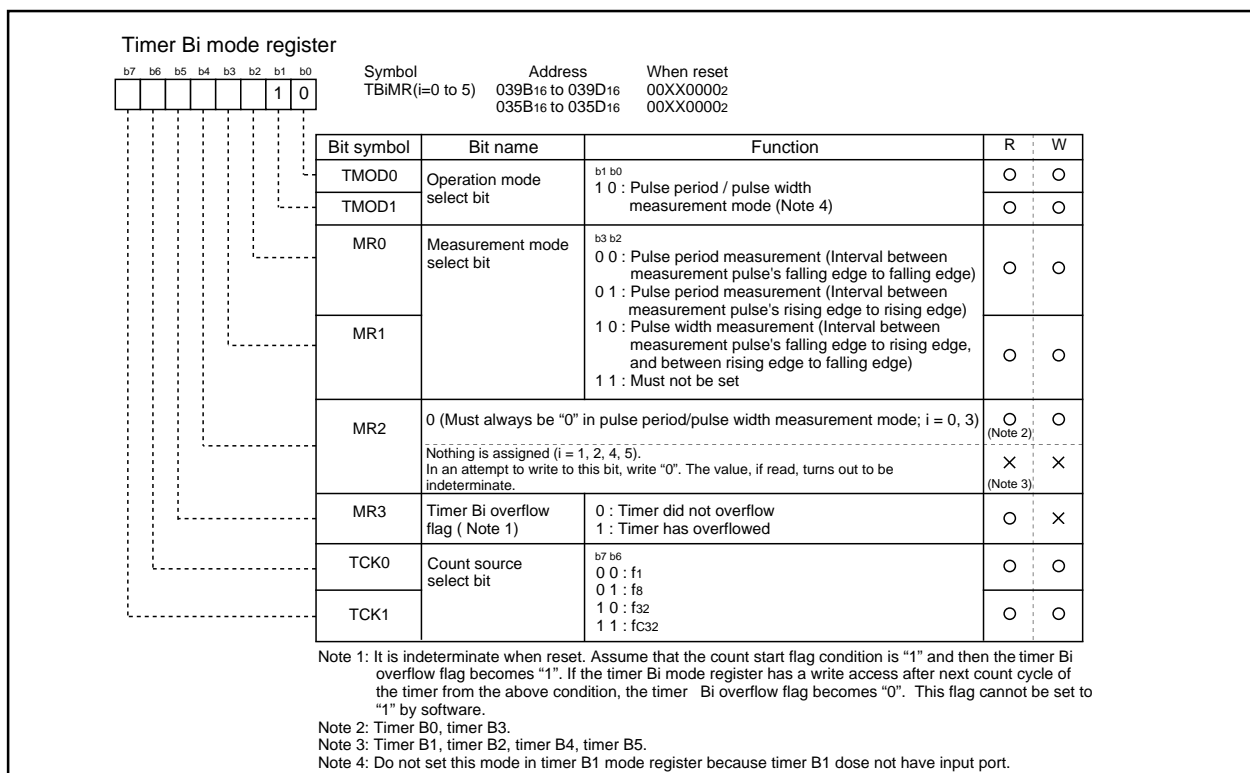 Timer Bi mode register
b7 b6 b5 b4 b3 b2 b1 b0
1 0
Symbol Address When reset
TBiMR(i=0 to 5) 039B16 to 039D16 00XX00002
035B16 to 035D16 00XX00002
Bit symbol Bit name Function R W
TMOD0
TMOD1
Operation mode
select bit
b1 b0
1 0 : Pulse period / pulse width
measurement mode (Note 4)
MR0
MR1
Measurement mode
select bit
b3 b2
0 0 : Pulse period measurement (Interval between
measurement pulse's falling edge to falling edge)
0 1 : Pulse period measurement (Interval between
measurement pulse's rising edge to rising edge)
1 0 : Pulse width measurement (Interval between
measurement pulse's falling edge to rising edge,
and between rising edge to falling edge)
1 1 : Must not be set
MR2
0 (Must always be “0” in pulse period/pulse width measurement mode; i = 0, 3)
(Note 2)
Nothing is assigned (i = 1, 2, 4, 5).
In an attempt to write to this bit, write “0”. The value, if read, turns out to be
indeterminate.
(Note 3)
MR3
Timer Bi overflow
flag ( Note 1)
0 : Timer did not overflow
1 : Timer has overflowed
TCK0
TCK1
Count source
select bit
b7 b6
0 0 : f1
0 1 : f8
1 0 : f32
1 1 : fC32
Note 1: It is indeterminate when reset. Assume that the count start flag condition is “1” and then the timer Bi
overflow flag becomes “1”. If the timer Bi mode register has a write access after next count cycle of
the timer from the above condition, the timer Bi overflow flag becomes “0”. This flag cannot be set to
“1” by software.
Note 2: Timer B0, timer B3.
Note 3: Timer B1, timer B2, timer B4, timer B5.
Note 4: Do not set this mode in timer B1 mode register because timer B1 dose not have input port.